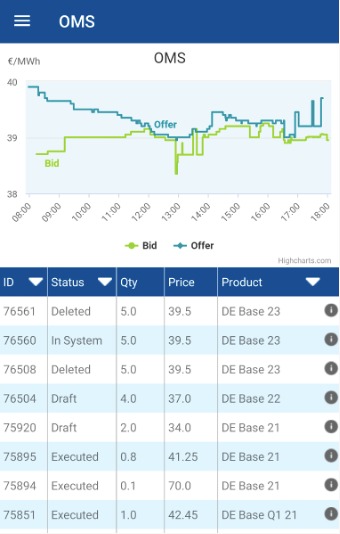 OMS
€/MWh
OMS
40
39
38
Offer
Bid
08:00 09:00 10:00 11:00 12:00 13:00 14:00 15:00 16:00 17:00 18:00
Bid Offer
Highcharts.com
ID Status Qty Price Product
76561 Deleted 5.0 39.5 DE Base 23
76560 In System 5.0 39.5 DE Base 23
76508 Deleted 5.0 39.5 DE Base 23
76504 Draft 4.0 37.0 DE Base 22
75920 Draft 2.0 34.0 DE Base 21
75895 Executed 0.8 41.25 DE Base 21
75894 Executed 0.1 70.0 DE Base 21
75851 Executed 1.0 42.45 DE Base Q1 21